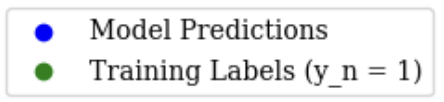 Model Predictions
Training Labels (y_n = 1)